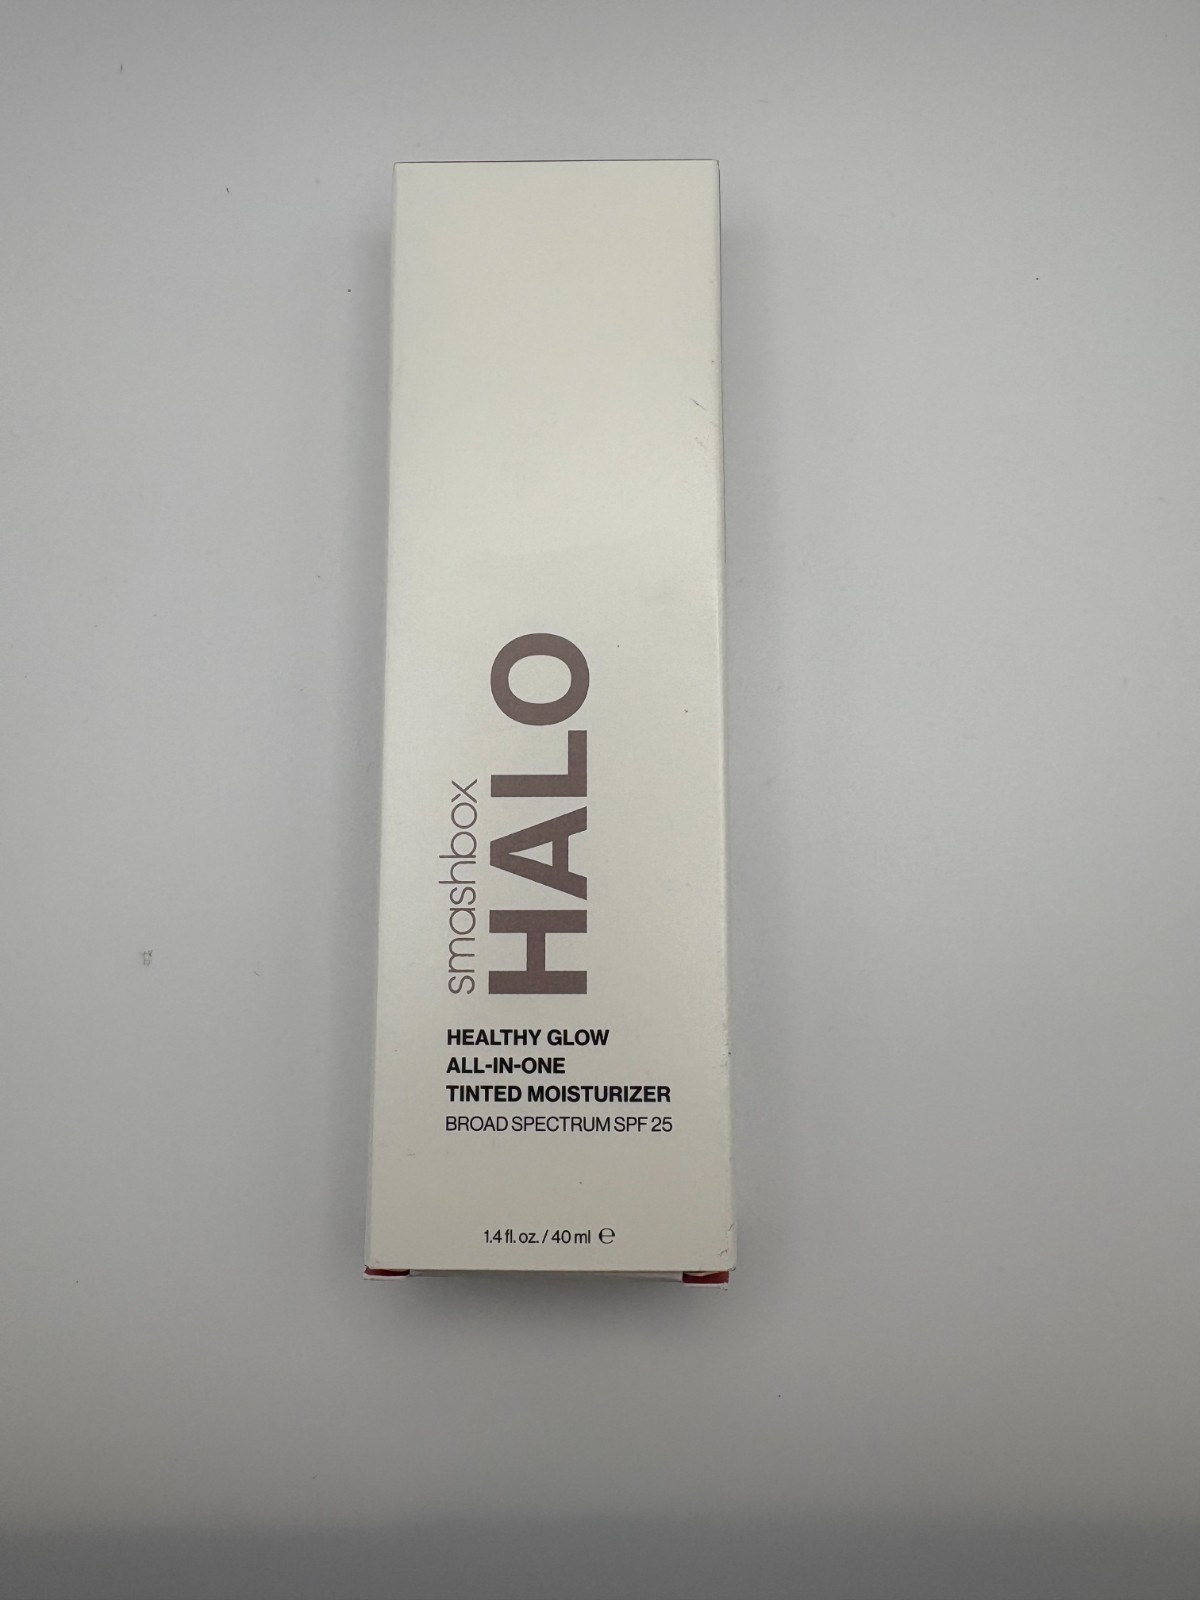 smashbox
HALO
HEALTHY GLOW
ALL-IN-ONE
TINTED MOISTURIZER
BROAD SPECTRUM SPF 25
1.4 fl. oz. / 40 ml ℮